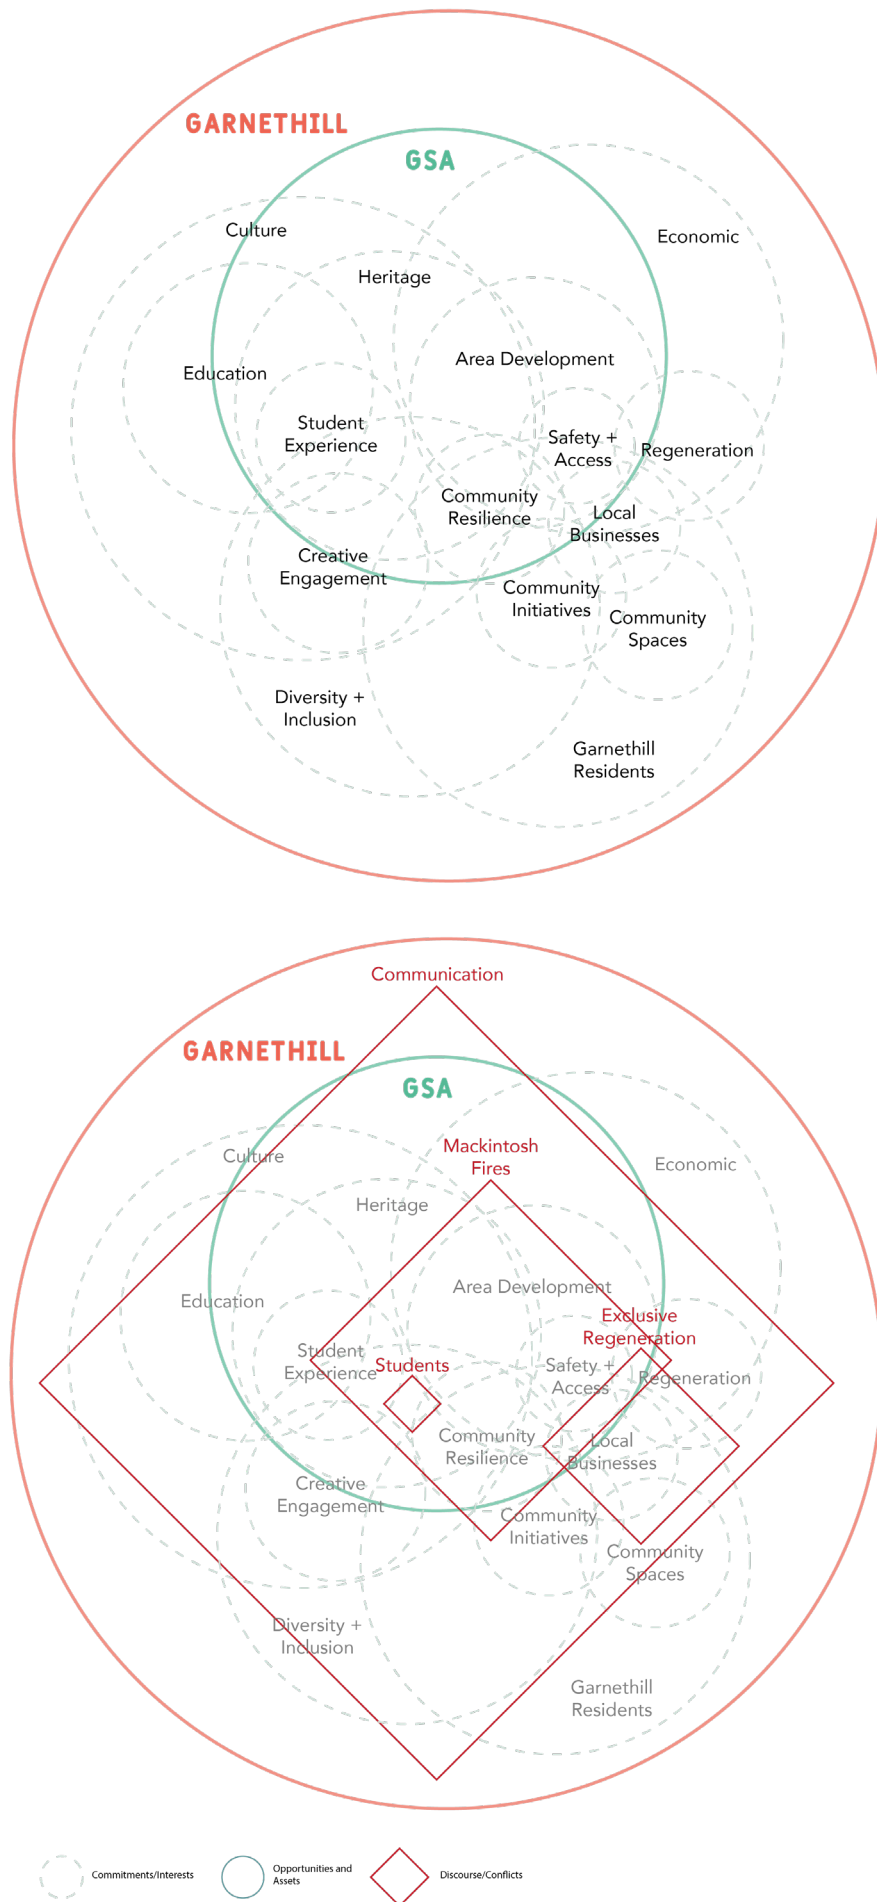 GARNETHILL
GSA
Culture
Economic
Heritage
Area Development
Education
Student
Experience
Safety +
Access
Regeneration
Community
Resilience
Local
Businesses
Creative
Engagement
Community
Initiatives
Community
Spaces
Diversity +
Inclusion
Garnethill
Residents
Communication
GARNETHILL
GSA
Mackintosh
Fires
Culture
Economic
Heritage
Area Development
Education
Exclusive
Regeneration
Student
Experience
Students
Safety +
Access
Regeneration
Community
Resilience
Local
Businesses
Creative
Engagement
Community
Initiatives
Community
Spaces
Diversity +
Inclusion
Garnethill
Residents
Commitments/Interests
Opportunities and
Assets
Discourse/Conflicts